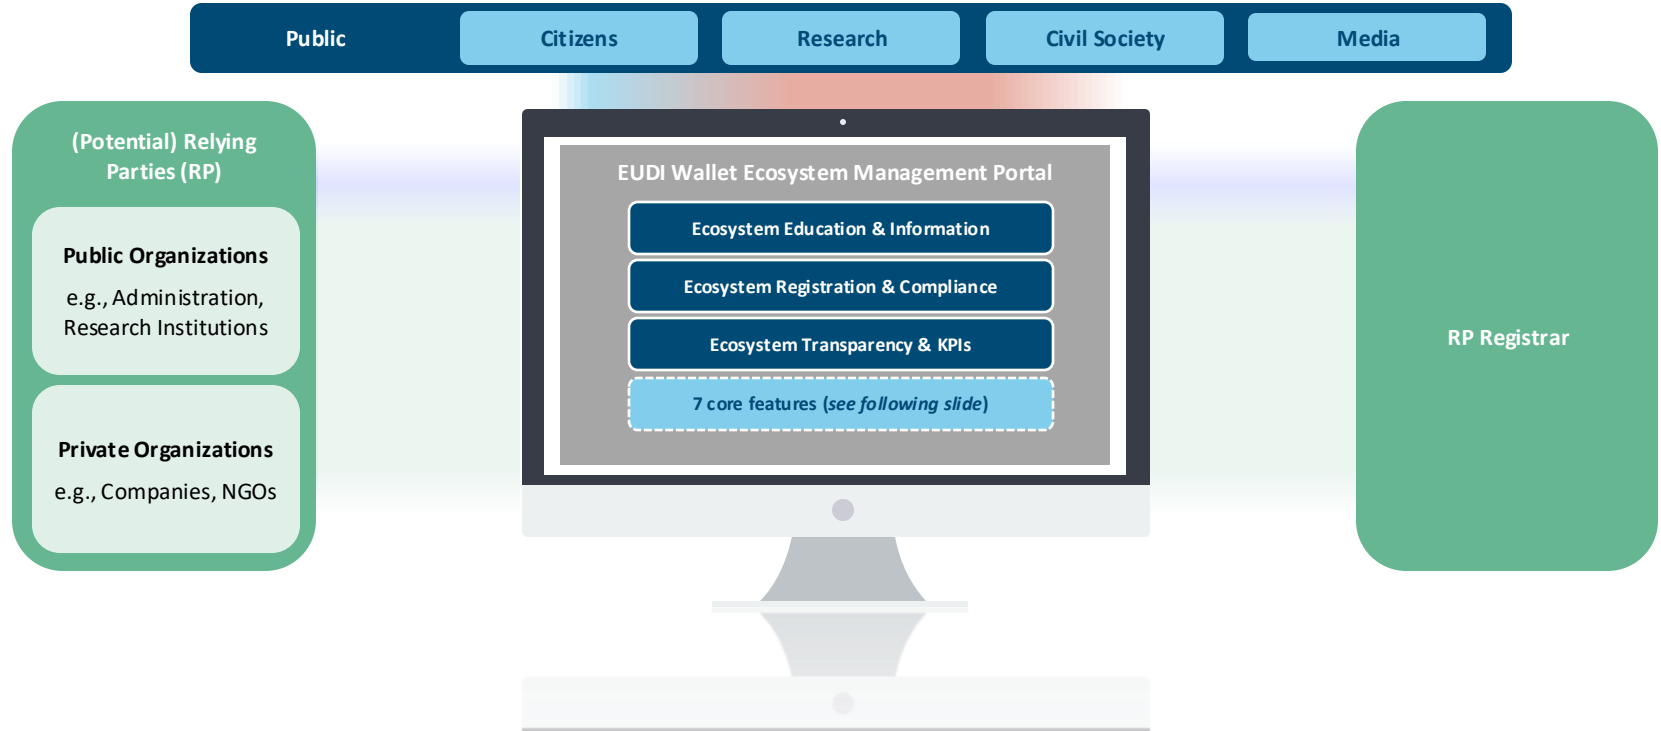 Public
Citizens
Research
Civil Society
Media
(Potential) Relying
Parties (RP)
Public Organizations
e.g., Administration,
Research Institutions
Private Organizations
e.g., Companies, NGOs
EUDI Wallet Ecosystem Management Portal
Ecosystem Education & Information
Ecosystem Registration & Compliance
Ecosystem Transparency & KPIs
7 core features (see following slide)
RP Registrar